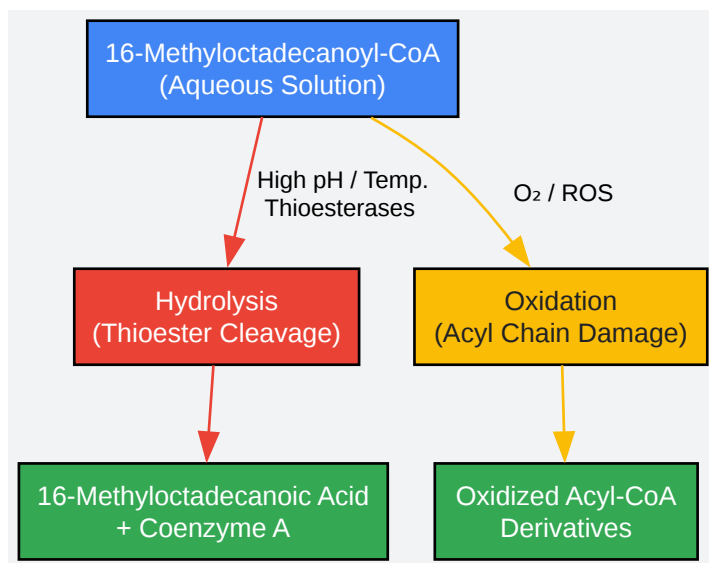 16-Methyloctadecanoyl-CoA
(Aqueous Solution)
High pH / Temp.
Thioesterases
O₂ / ROS
Hydrolysis
(Thioester Cleavage)
Oxidation
(Acyl Chain Damage)
16-Methyloctadecanoic Acid
+ Coenzyme A
Oxidized Acyl-CoA
Derivatives